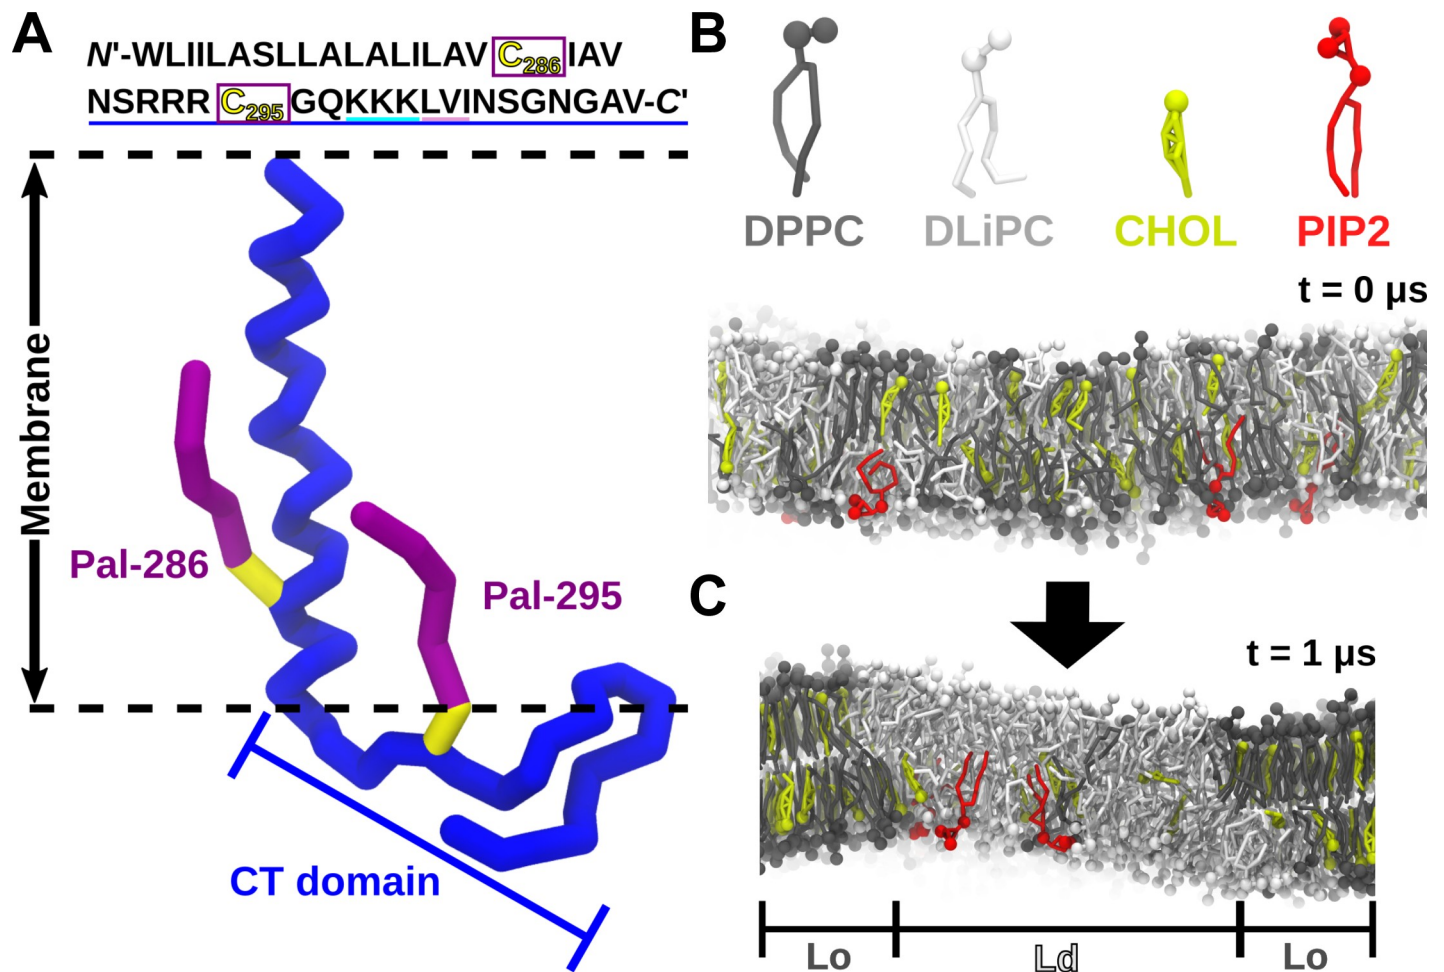 A
N'-WLIILASLLALALILAV C286 IAV
NSRRR C295 GQKKKLVINSGNGAV-C'
Membrane
Pal-286
Pal-295
CT domain
B
DPPC
DLiPC
CHOL
PIP2
t = 0 µs
C
t = 1 µs
Lo
Ld
Lo